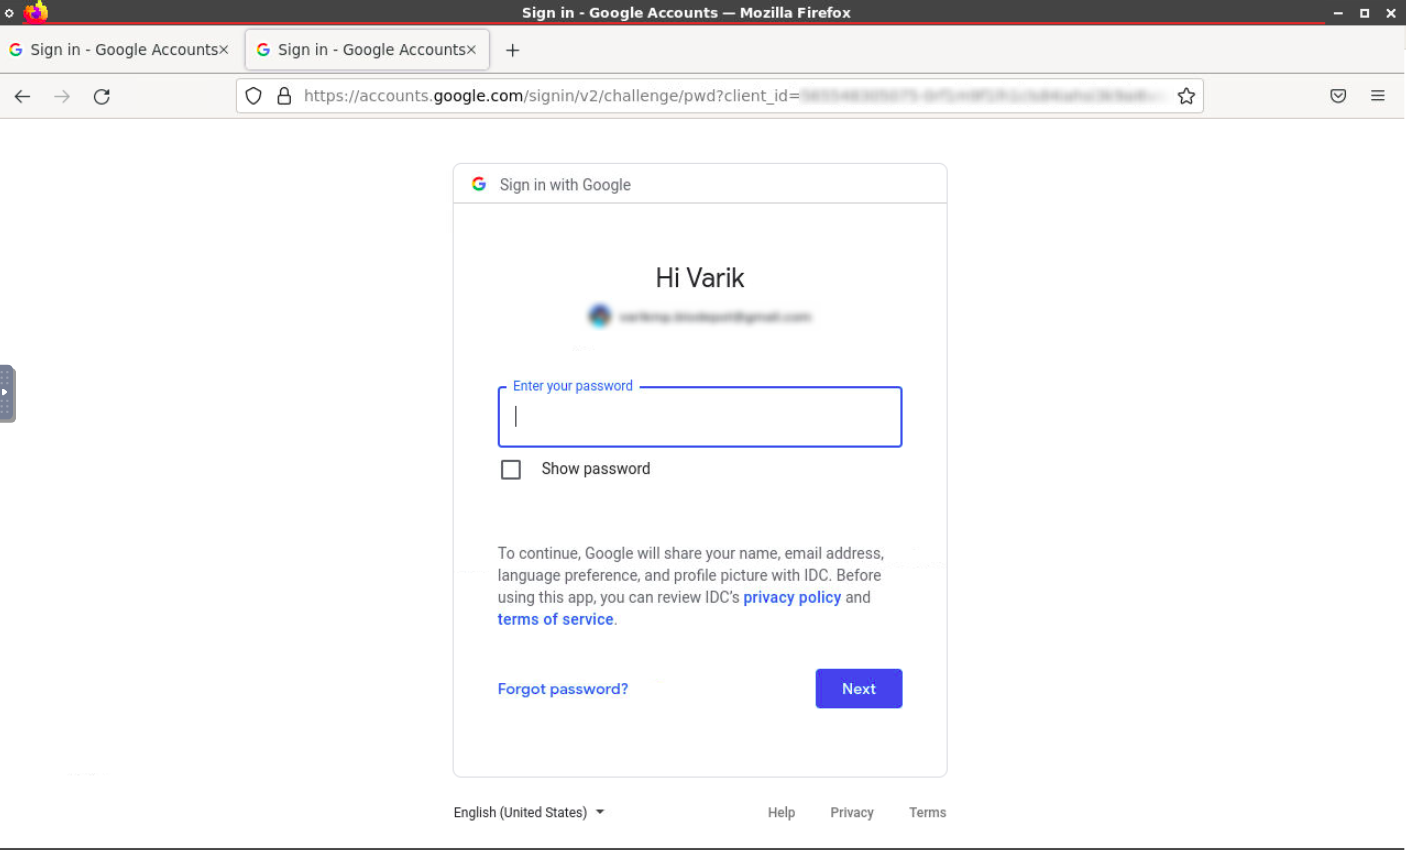 Sign in - Google Accounts — Mozilla Firefox
Sign in - Google Accounts
Sign in - Google Accounts
https://accounts.google.com/signin/v2/challenge/pwd?client_id=
Sign in with Google
Hi Varik
Enter your password
Show password
To continue, Google will share your name, email address,
language preference, and profile picture with IDC. Before
using this app, you can review IDC's privacy policy and
terms of service.
Forgot password? Next
English (United States) Help Privacy Terms